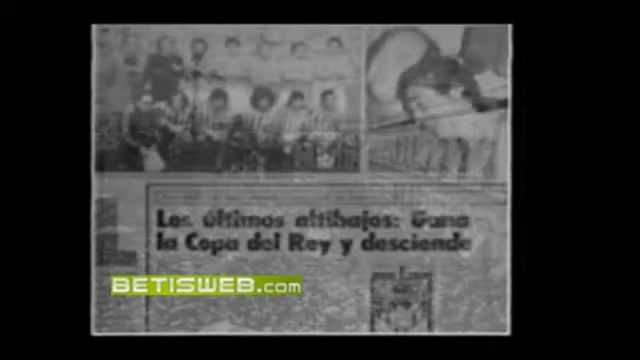 Los últimos altibajos: Gana
la Copa del Rey y desciende
BETISWEB.com